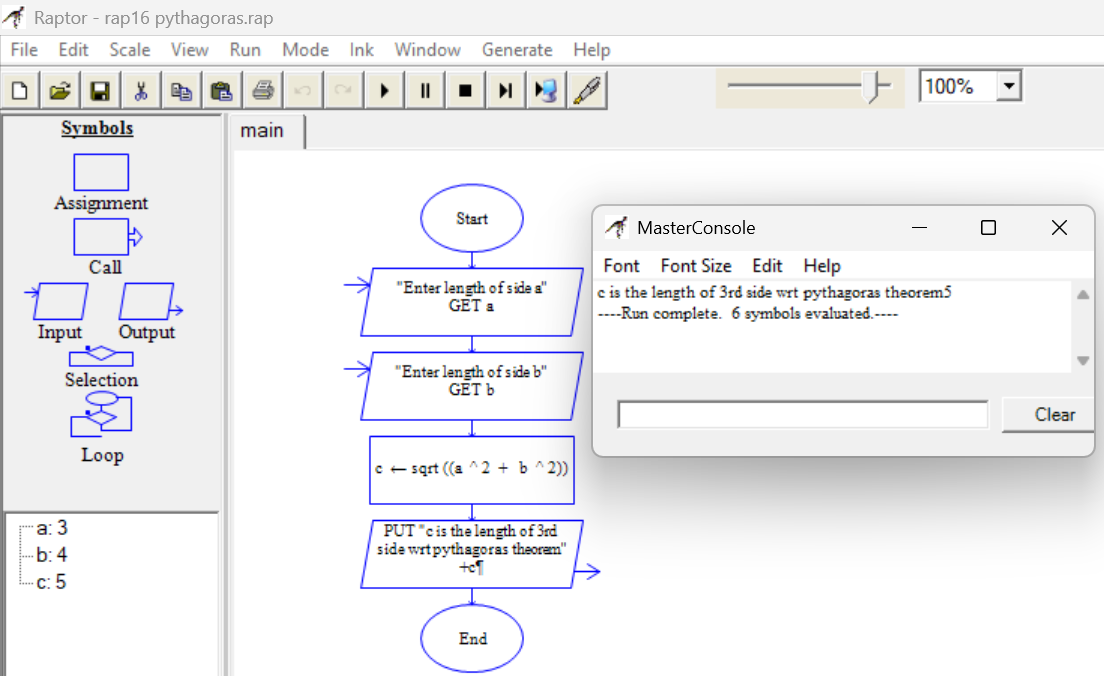 Raptor - rap16 pythagoras.rap
File Edit Scale View Run Mode Ink Window Generate Help
100%
Symbols
Assignment
Call
Input Output
Selection
Loop
a: 3
b: 4
c: 5
main
Start
"Enter length of side a"
GET a
"Enter length of side b"
GET b
c ← sqrt ((a ^ 2 + b ^ 2))
PUT "c is the length of 3rd
side wrt pythagoras theorem"
+c¶
End
MasterConsole
Font Font Size Edit Help
c is the length of 3rd side wrt pythagoras theorem5
----Run complete. 6 symbols evaluated.----
Clear